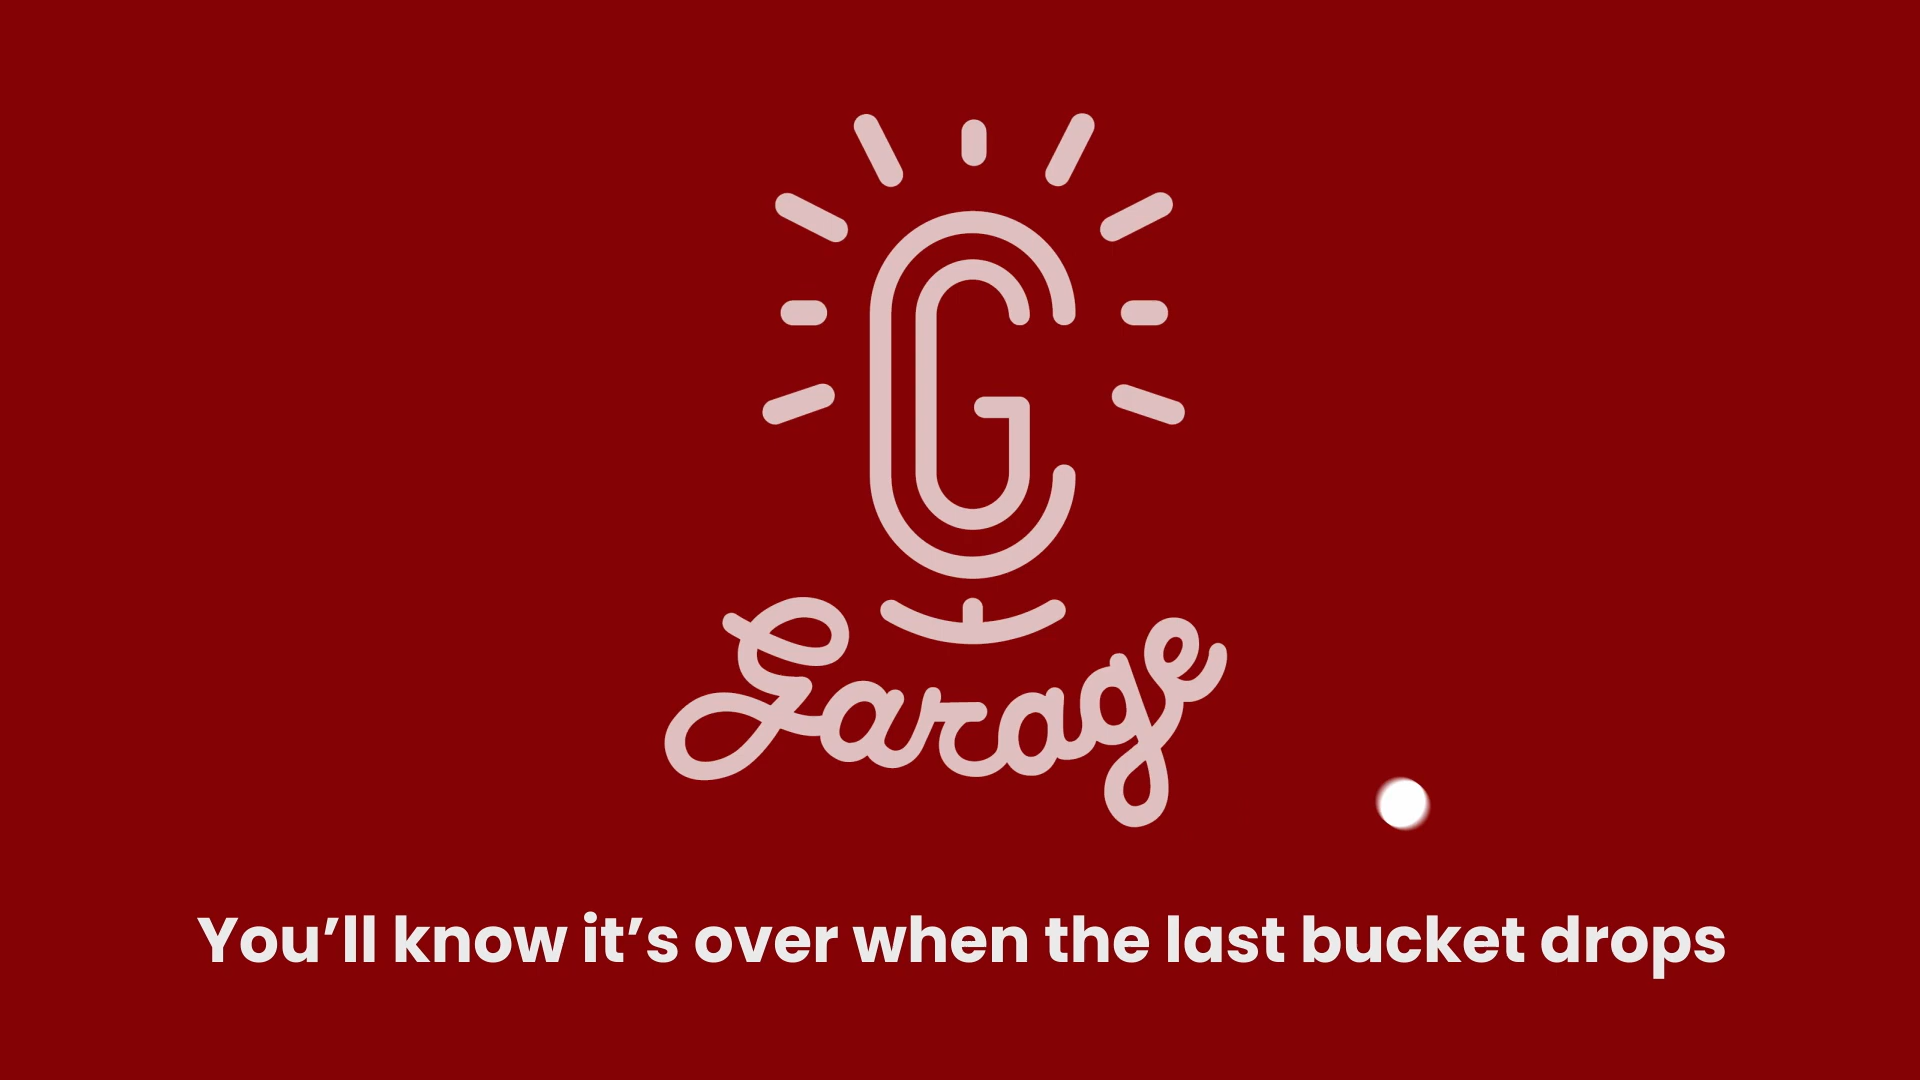 G
Garage
You’ll know it’s over when the last bucket drops